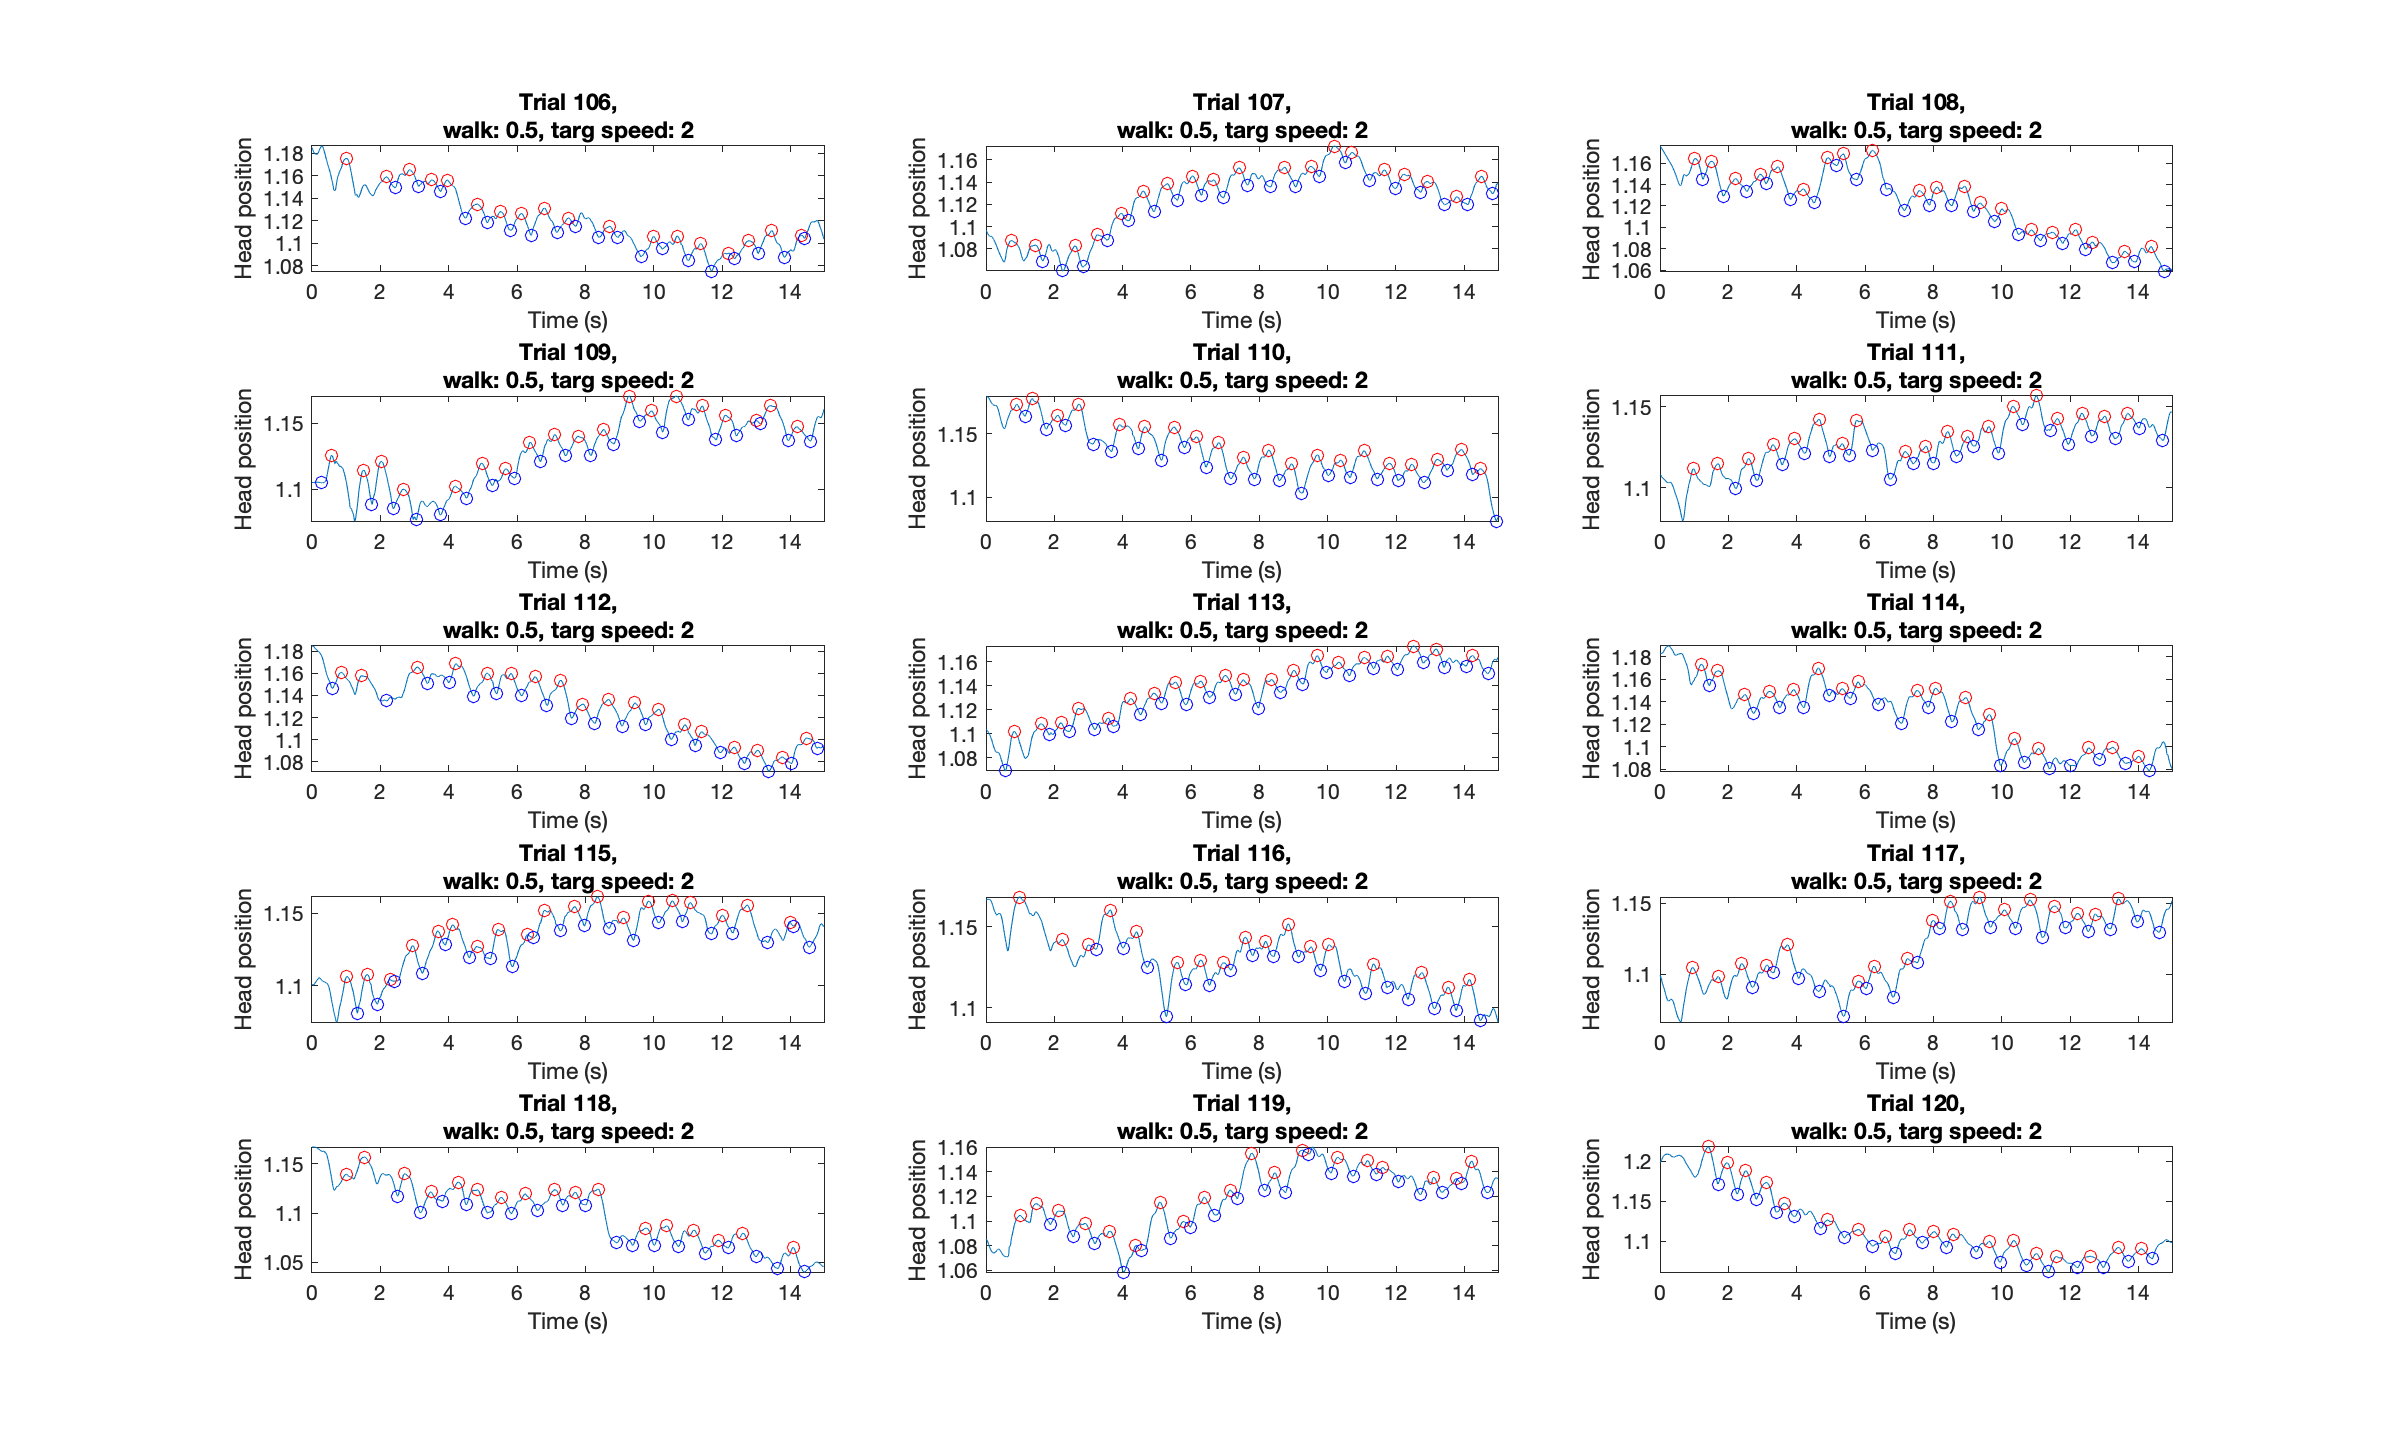 Trial 106,
walk: 0.5, targ speed: 2
Head position
1.18
1.16
1.14
1.12
1.1
1.08
0 2 4 6 8 10 12 14
Time (s)
Trial 107,
walk: 0.5, targ speed: 2
Head position
1.16
1.14
1.12
1.1
1.08
0 2 4 6 8 10 12 14
Time (s)
Trial 108,
walk: 0.5, targ speed: 2
Head position
1.16
1.14
1.12
1.1
1.08
1.06
0 2 4 6 8 10 12 14
Time (s)
Trial 109,
walk: 0.5, targ speed: 2
Head position
1.15
1.1
0 2 4 6 8 10 12 14
Time (s)
Trial 110,
walk: 0.5, targ speed: 2
Head position
1.15
1.1
0 2 4 6 8 10 12 14
Time (s)
Trial 111,
walk: 0.5, targ speed: 2
Head position
1.15
1.1
0 2 4 6 8 10 12 14
Time (s)
Trial 112,
walk: 0.5, targ speed: 2
Head position
1.18
1.16
1.14
1.12
1.1
1.08
0 2 4 6 8 10 12 14
Time (s)
Trial 113,
walk: 0.5, targ speed: 2
Head position
1.16
1.14
1.12
1.1
1.08
0 2 4 6 8 10 12 14
Time (s)
Trial 114,
walk: 0.5, targ speed: 2
Head position
1.18
1.16
1.14
1.12
1.1
1.08
0 2 4 6 8 10 12 14
Time (s)
Trial 115,
walk: 0.5, targ speed: 2
Head position
1.15
1.1
0 2 4 6 8 10 12 14
Time (s)
Trial 116,
walk: 0.5, targ speed: 2
Head position
1.15
1.1
0 2 4 6 8 10 12 14
Time (s)
Trial 117,
walk: 0.5, targ speed: 2
Head position
1.15
1.1
0 2 4 6 8 10 12 14
Time (s)
Trial 118,
walk: 0.5, targ speed: 2
Head position
1.15
1.1
1.05
0 2 4 6 8 10 12 14
Time (s)
Trial 119,
walk: 0.5, targ speed: 2
Head position
1.16
1.14
1.12
1.1
1.08
1.06
0 2 4 6 8 10 12 14
Time (s)
Trial 120,
walk: 0.5, targ speed: 2
Head position
1.2
1.15
1.1
0 2 4 6 8 10 12 14
Time (s)